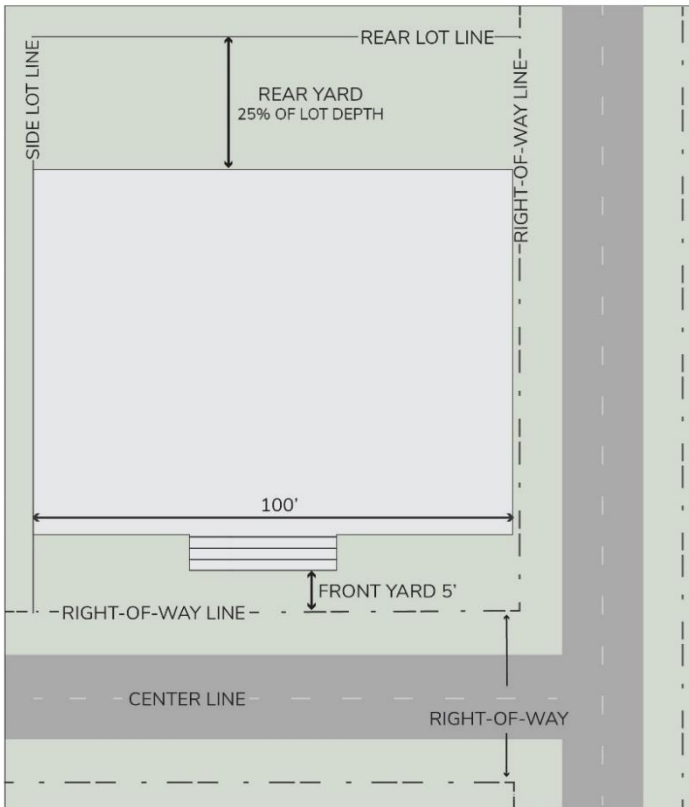 REAR LOT LINE
SIDE LOT LINE
REAR YARD
25% OF LOT DEPTH
RIGHT-OF-WAY LINE
100'
FRONT YARD 5'
RIGHT-OF-WAY LINE
CENTER LINE
RIGHT-OF-WAY